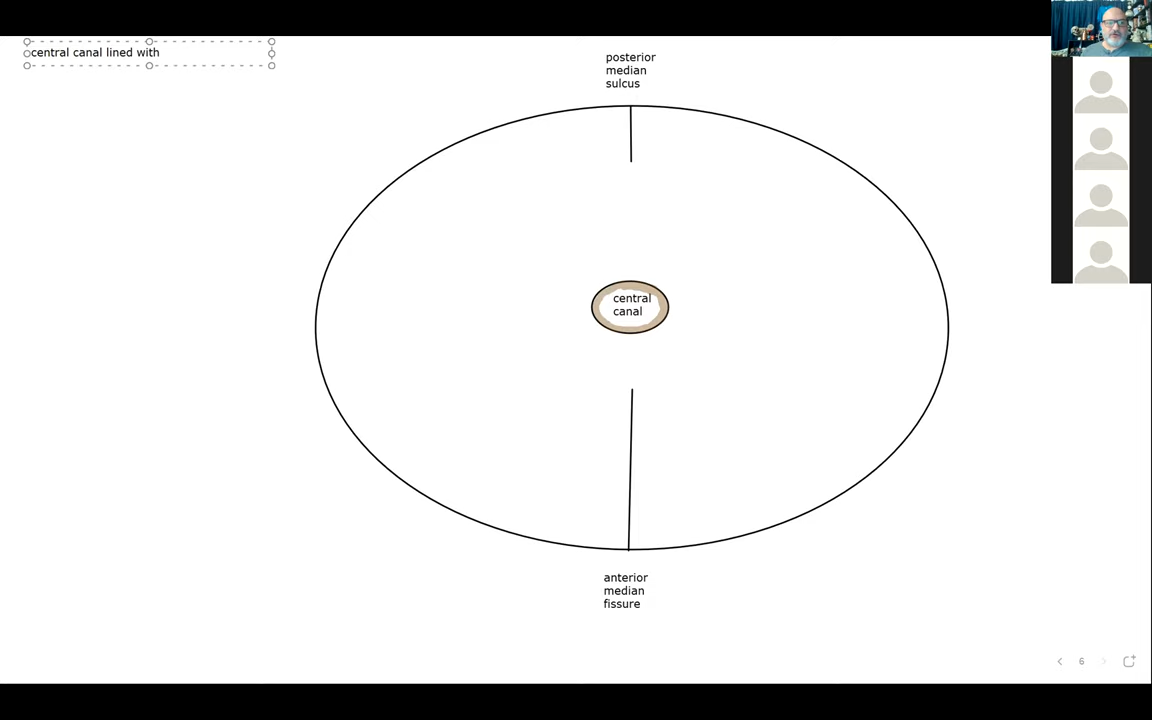 central canal lined with
posterior
median
sulcus
central
canal
anterior
median
fissure
6